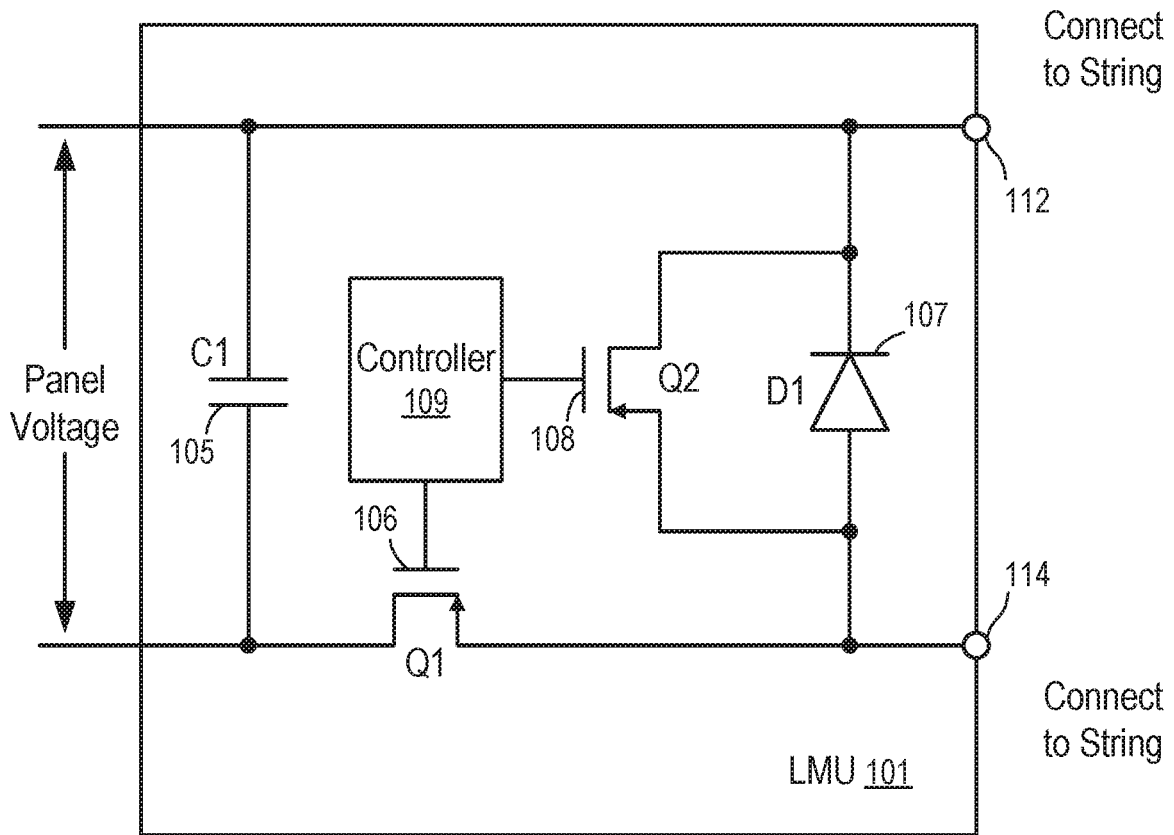 Connect
to String
112
Panel
Voltage
C1
105
Controller
109
108
Q2
D1
107
106
Q1
114
Connect
to String
LMU 101